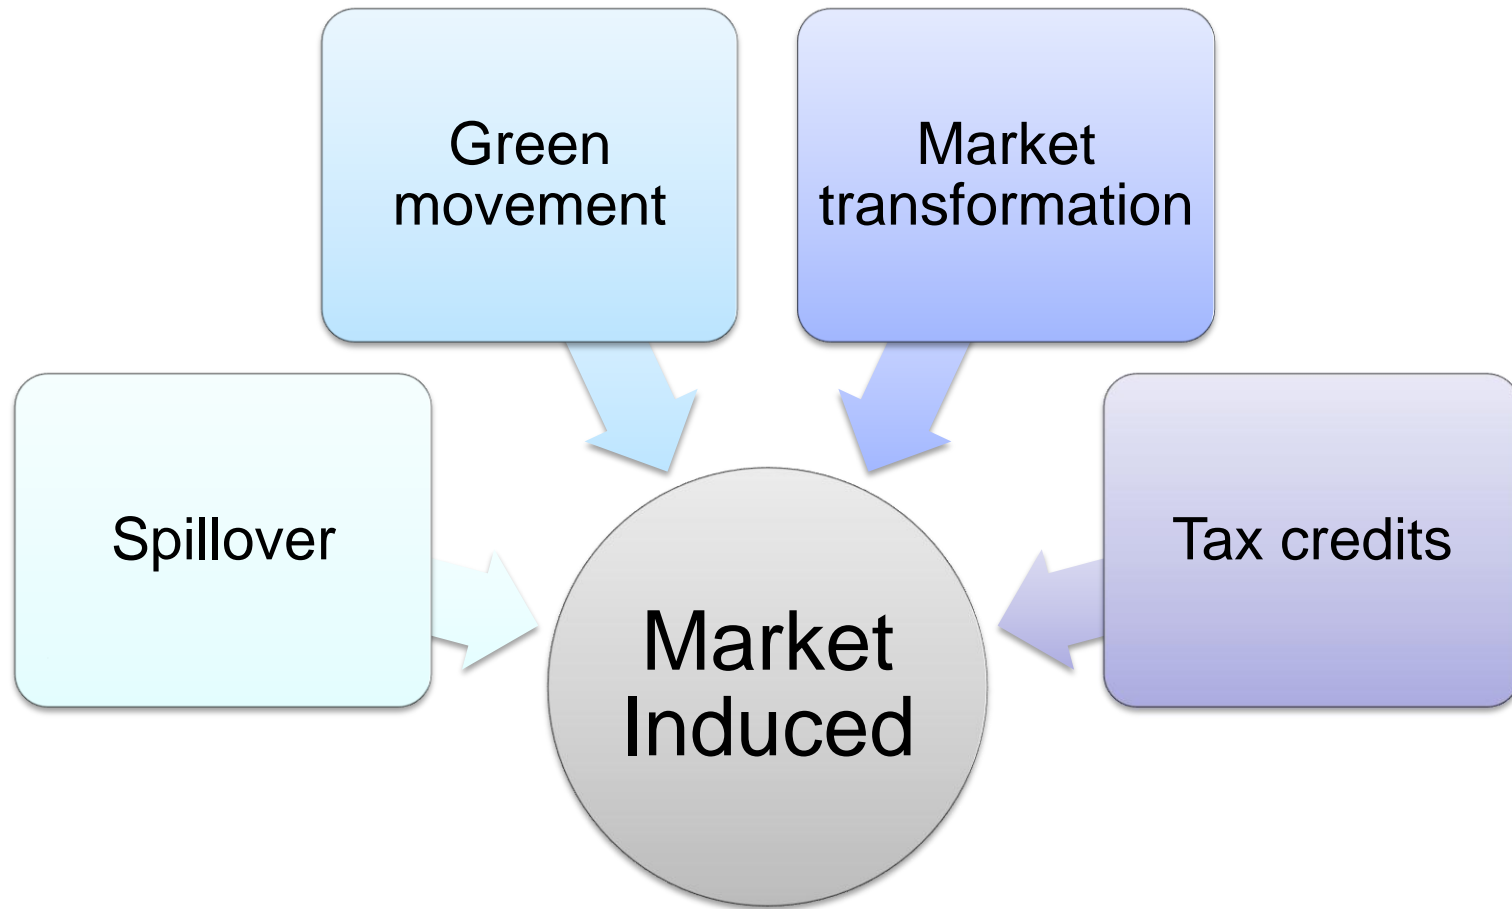 Green
movement
Market
transformation
Spillover
Tax credits
Market
Induced